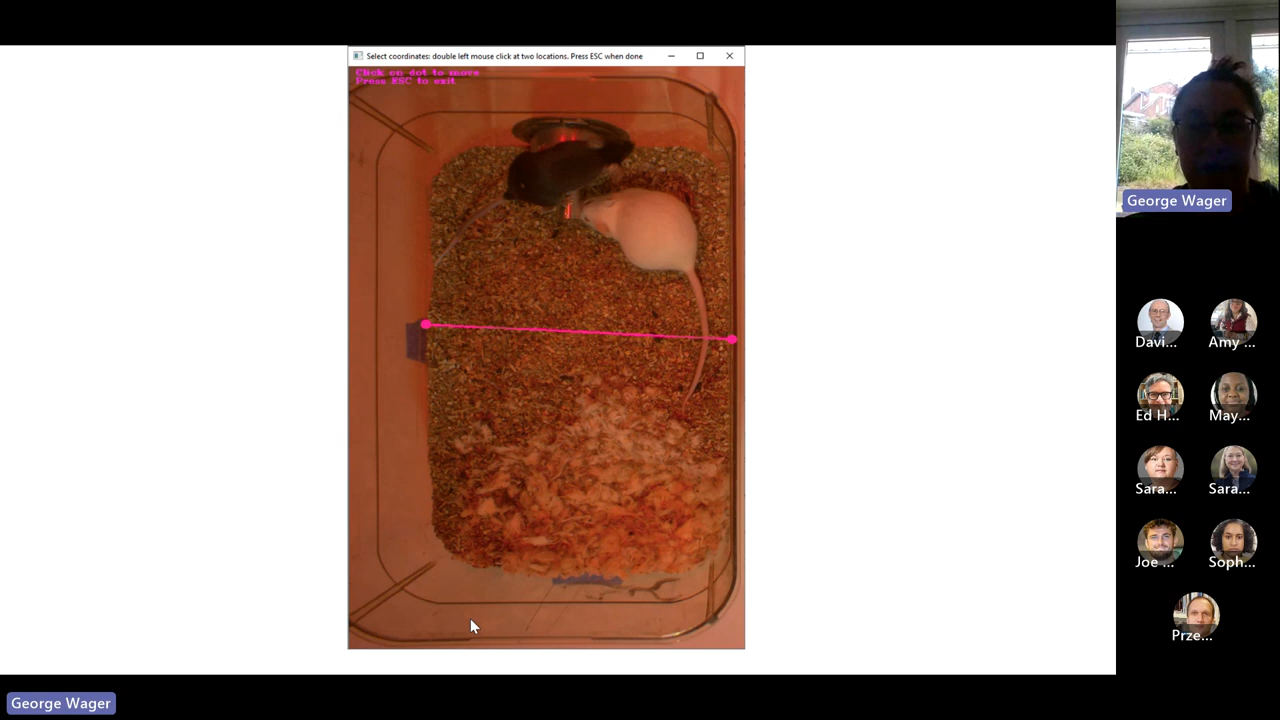 Select coordinates: double left mouse click at two locations. Press ESC when done
Click on dot to move
Press ESC to exit
George Wager
Davi...
Amy ...
Ed H...
May...
Sara...
Sara...
Joe ...
Soph...
Prze...
George Wager